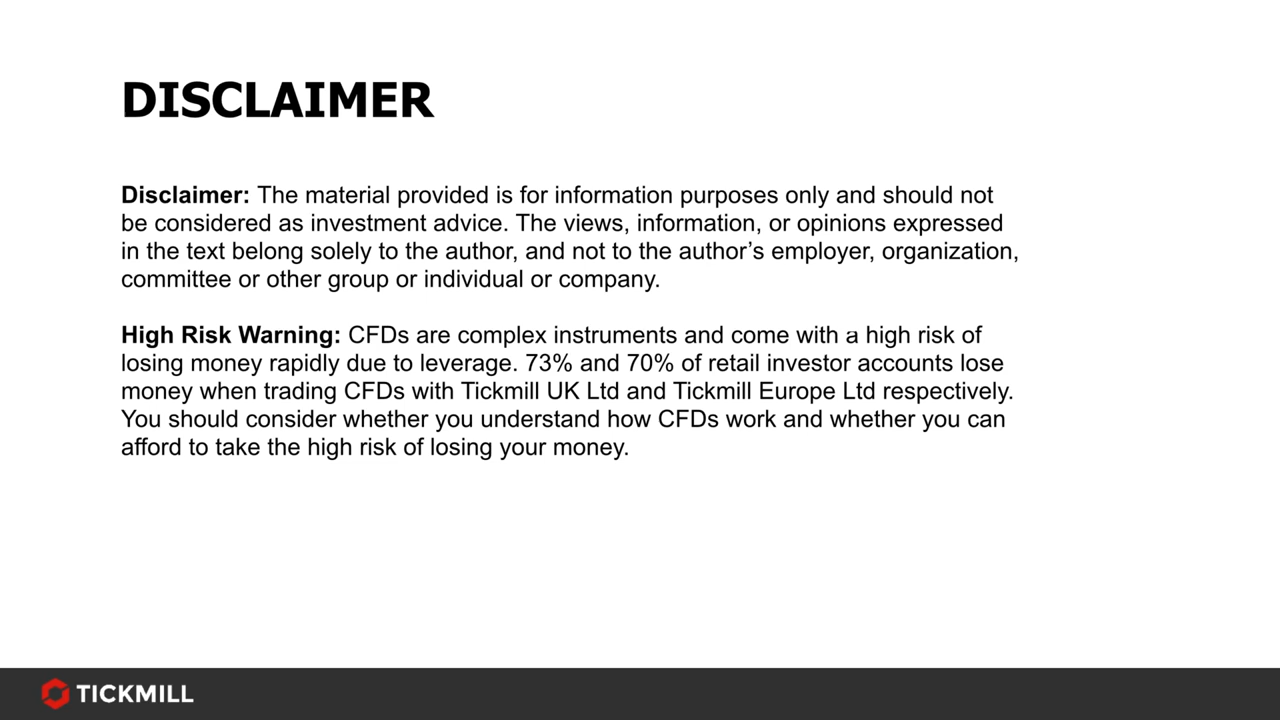 DISCLAIMER
Disclaimer: The material provided is for information purposes only and should not
be considered as investment advice. The views, information, or opinions expressed
in the text belong solely to the author, and not to the author’s employer, organization,
committee or other group or individual or company.
High Risk Warning: CFDs are complex instruments and come with a high risk of
losing money rapidly due to leverage. 73% and 70% of retail investor accounts lose
money when trading CFDs with Tickmill UK Ltd and Tickmill Europe Ltd respectively.
You should consider whether you understand how CFDs work and whether you can
afford to take the high risk of losing your money.
TICKMILL